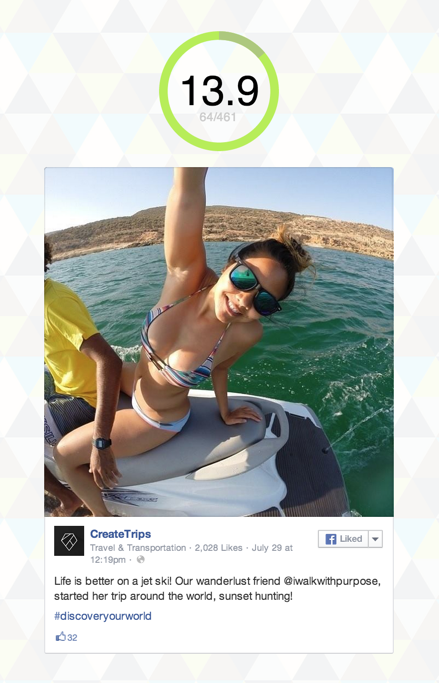 13.9
64/461
CreateTrips
Travel & Transportation · 2,028 Likes · July 29 at
12:19pm ·
Liked
Life is better on a jet ski! Our wanderlust friend @iwalkwithpurpose,
started her trip around the world, sunset hunting!
#discoveryourworld
32